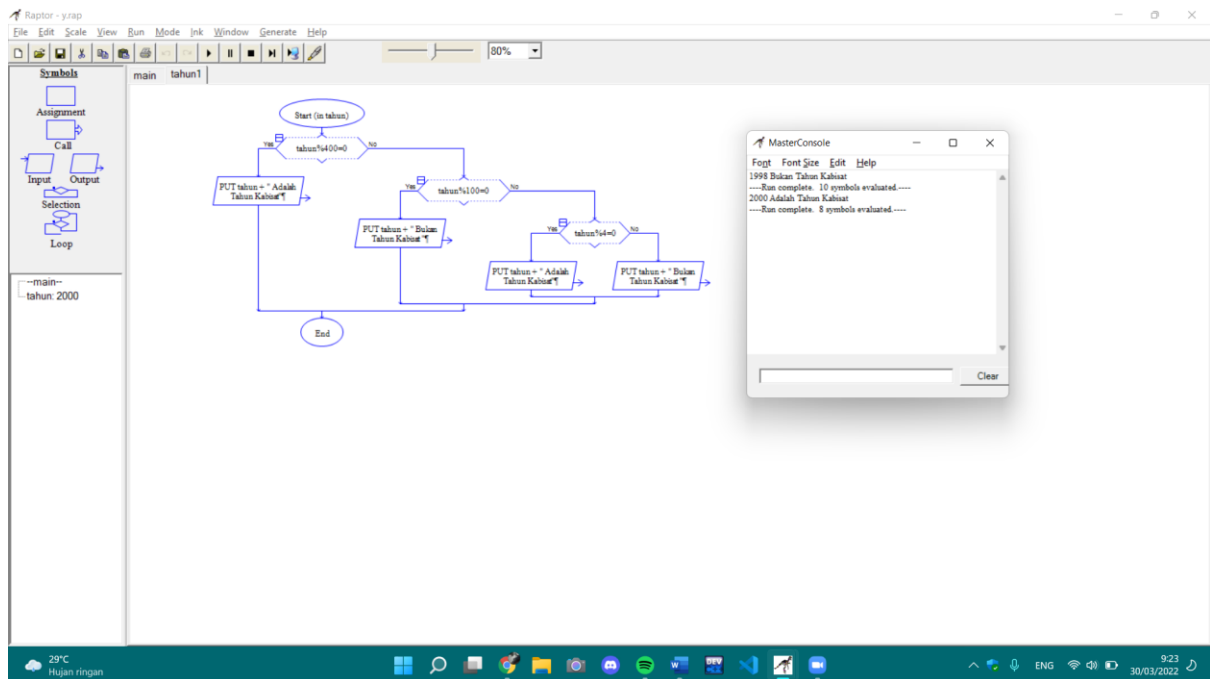 Raptor - y.rap
File Edit Scale View Run Mode Ink Window Generate Help
80%
Symbols
Assignment
Call
Input Output
Selection
Loop
--main--
tahun: 2000
main tahun1
Start (in tahun)
Yes tahun%400=0 No
PUT tahun + " Adalah
Tahun Kabisat"¶
Yes tahun%100=0 No
PUT tahun + " Bukan
Tahun Kabisat "¶
Yes tahun%4=0 No
PUT tahun + " Adalah
Tahun Kabisat"¶
PUT tahun + " Bukan
Tahun Kabisat "¶
End
MasterConsole
Font Font Size Edit Help
1998 Bukan Tahun Kabisat
----Run complete. 10 symbols evaluated.----
2000 Adalah Tahun Kabisat
----Run complete. 8 symbols evaluated.----
Clear
29°C
Hujan ringan
DEV
ENG
9:23
30/03/2022